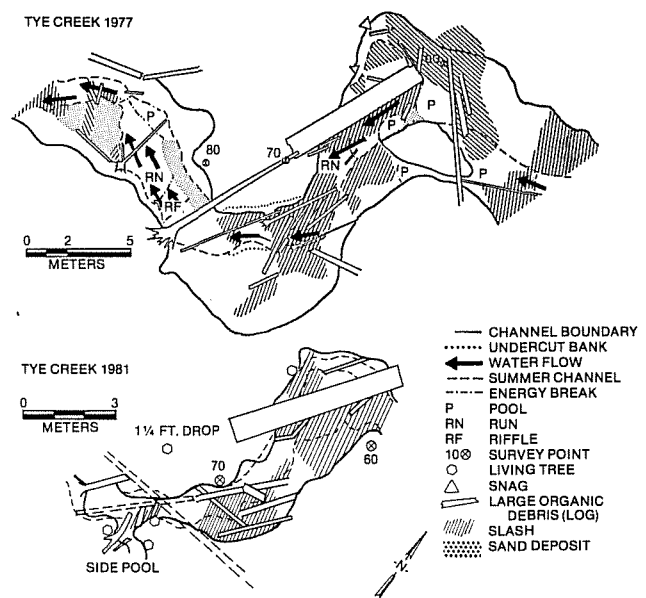 TYE CREEK 1977
P
80
RN
RF
70
RN
P
P
P
P
60
0 2 5
METERS
TYE CREEK 1981
0 3
METERS
1¼ FT. DROP
70
60
SIDE POOL
N.
CHANNEL BOUNDARY
UNDERCUT BANK
WATER FLOW
SUMMER CHANNEL
ENERGY BREAK
P POOL
RN RUN
RF RIFFLE
10 SURVEY POINT
LIVING TREE
SNAG
LARGE ORGANIC
DEBRIS (LOG)
SLASH
SAND DEPOSIT